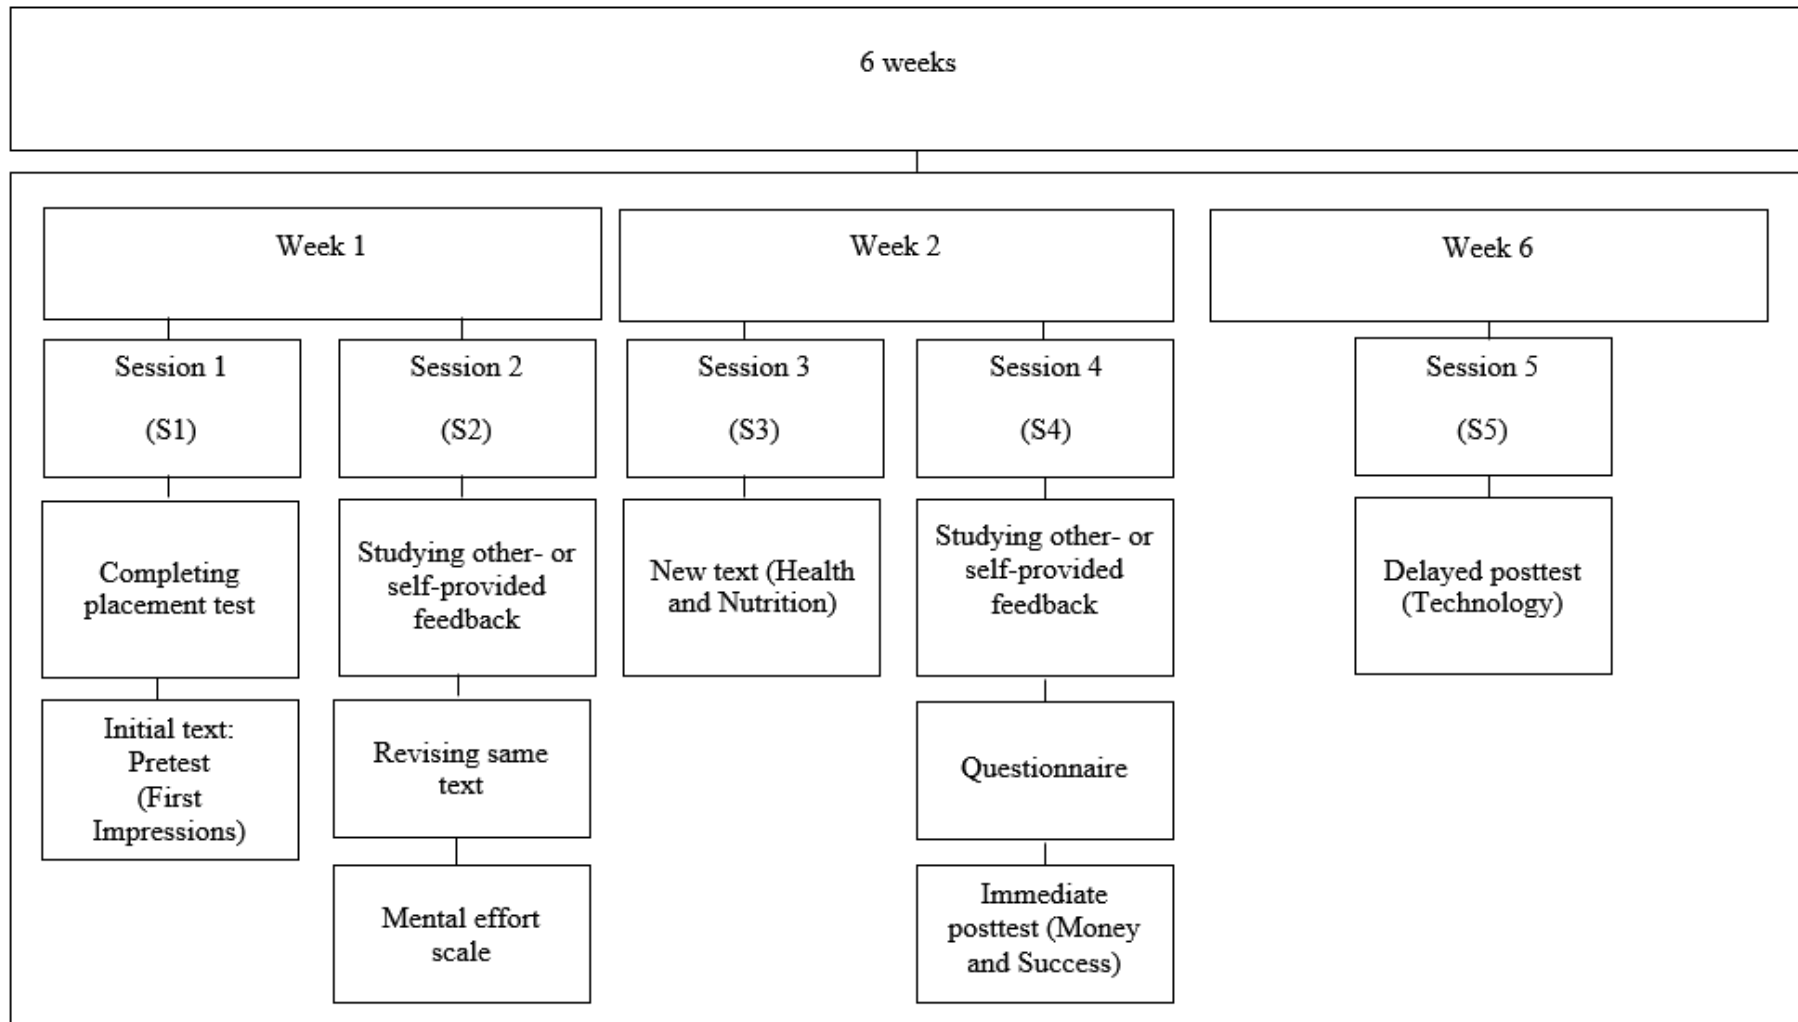 6 weeks
Week 1
Week 2
Week 6
Session 1
(S1)
Session 2
(S2)
Session 3
(S3)
Session 4
(S4)
Session 5
(S5)
Completing
placement test
Studying other- or
self-provided
feedback
New text (Health
and Nutrition)
Studying other- or
self-provided
feedback
Delayed posttest
(Technology)
Initial text:
Pretest
(First
Impressions)
Revising same
text
Questionnaire
Mental effort
scale
Immediate
posttest (Money
and Success)